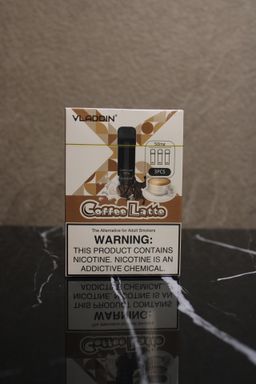 VLADDIN®
50mg
3PCS
Coffee Latte
The Alternative for Adult Smokers
WARNING:
THIS PRODUCT CONTAINS
NICOTINE. NICOTINE IS AN
ADDICTIVE CHEMICAL.